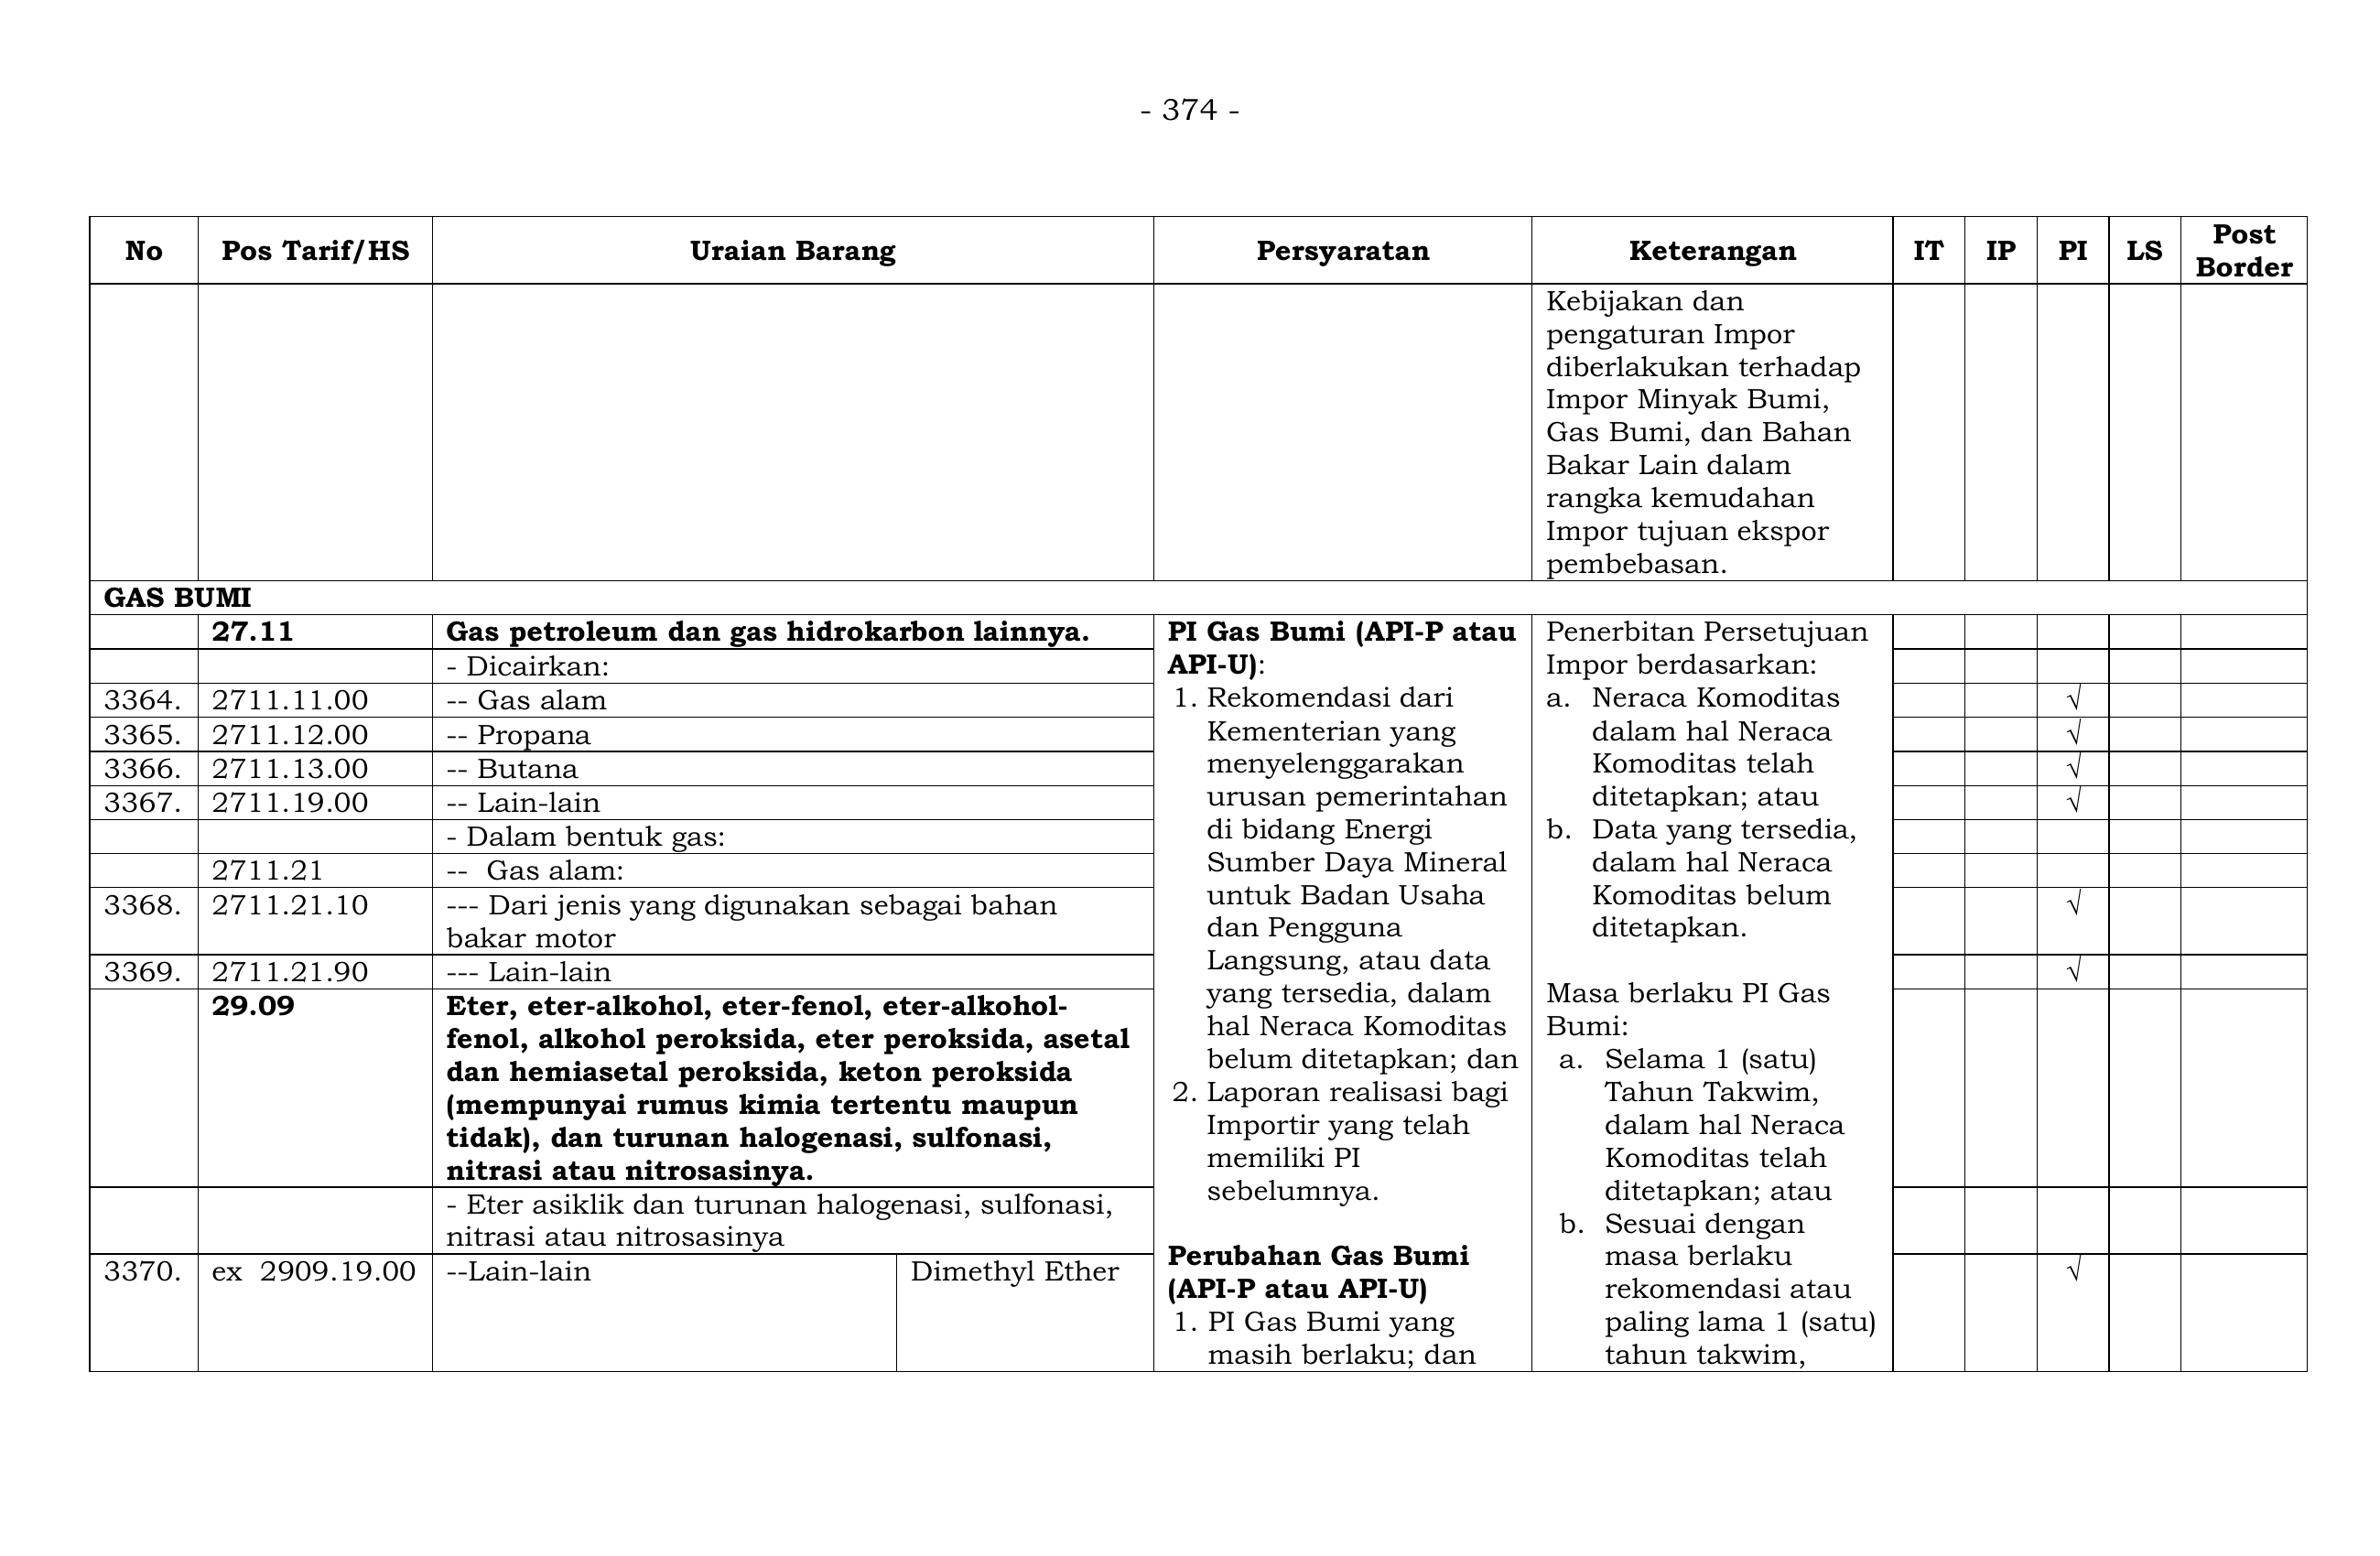 - 374 -
No Pos Tarif/HS Uraian Barang Persyaratan Keterangan IT IP PI LS Post Border
Kebijakan dan
pengaturan Impor
diberlakukan terhadap
Impor Minyak Bumi,
Gas Bumi, dan Bahan
Bakar Lain dalam
rangka kemudahan
Impor tujuan ekspor
pembebasan.
GAS BUMI
27.11 Gas petroleum dan gas hidrokarbon lainnya.
- Dicairkan:
3364. 2711.11.00 -- Gas alam √
3365. 2711.12.00 -- Propana √
3366. 2711.13.00 -- Butana √
3367. 2711.19.00 -- Lain-lain √
- Dalam bentuk gas:
2711.21 -- Gas alam:
3368. 2711.21.10 --- Dari jenis yang digunakan sebagai bahan √
bakar motor
3369. 2711.21.90 --- Lain-lain √
29.09 Eter, eter-alkohol, eter-fenol, eter-alkohol-
fenol, alkohol peroksida, eter peroksida, asetal
dan hemiasetal peroksida, keton peroksida
(mempunyai rumus kimia tertentu maupun
tidak), dan turunan halogenasi, sulfonasi,
nitrasi atau nitrosasinya.
- Eter asiklik dan turunan halogenasi, sulfonasi,
nitrasi atau nitrosasinya
3370. ex 2909.19.00 --Lain-lain Dimethyl Ether √
PI Gas Bumi (API-P atau
API-U):
1. Rekomendasi dari
Kementerian yang
menyelenggarakan
urusan pemerintahan
di bidang Energi
Sumber Daya Mineral
untuk Badan Usaha
dan Pengguna
Langsung, atau data
yang tersedia, dalam
hal Neraca Komoditas
belum ditetapkan; dan
2. Laporan realisasi bagi
Importir yang telah
memiliki PI
sebelumnya.
Perubahan Gas Bumi
(API-P atau API-U)
1. PI Gas Bumi yang
masih berlaku; dan
Penerbitan Persetujuan
Impor berdasarkan:
a. Neraca Komoditas
dalam hal Neraca
Komoditas telah
ditetapkan; atau
b. Data yang tersedia,
dalam hal Neraca
Komoditas belum
ditetapkan.
Masa berlaku PI Gas
Bumi:
a. Selama 1 (satu)
Tahun Takwim,
dalam hal Neraca
Komoditas telah
ditetapkan; atau
b. Sesuai dengan
masa berlaku
rekomendasi atau
paling lama 1 (satu)
tahun takwim,